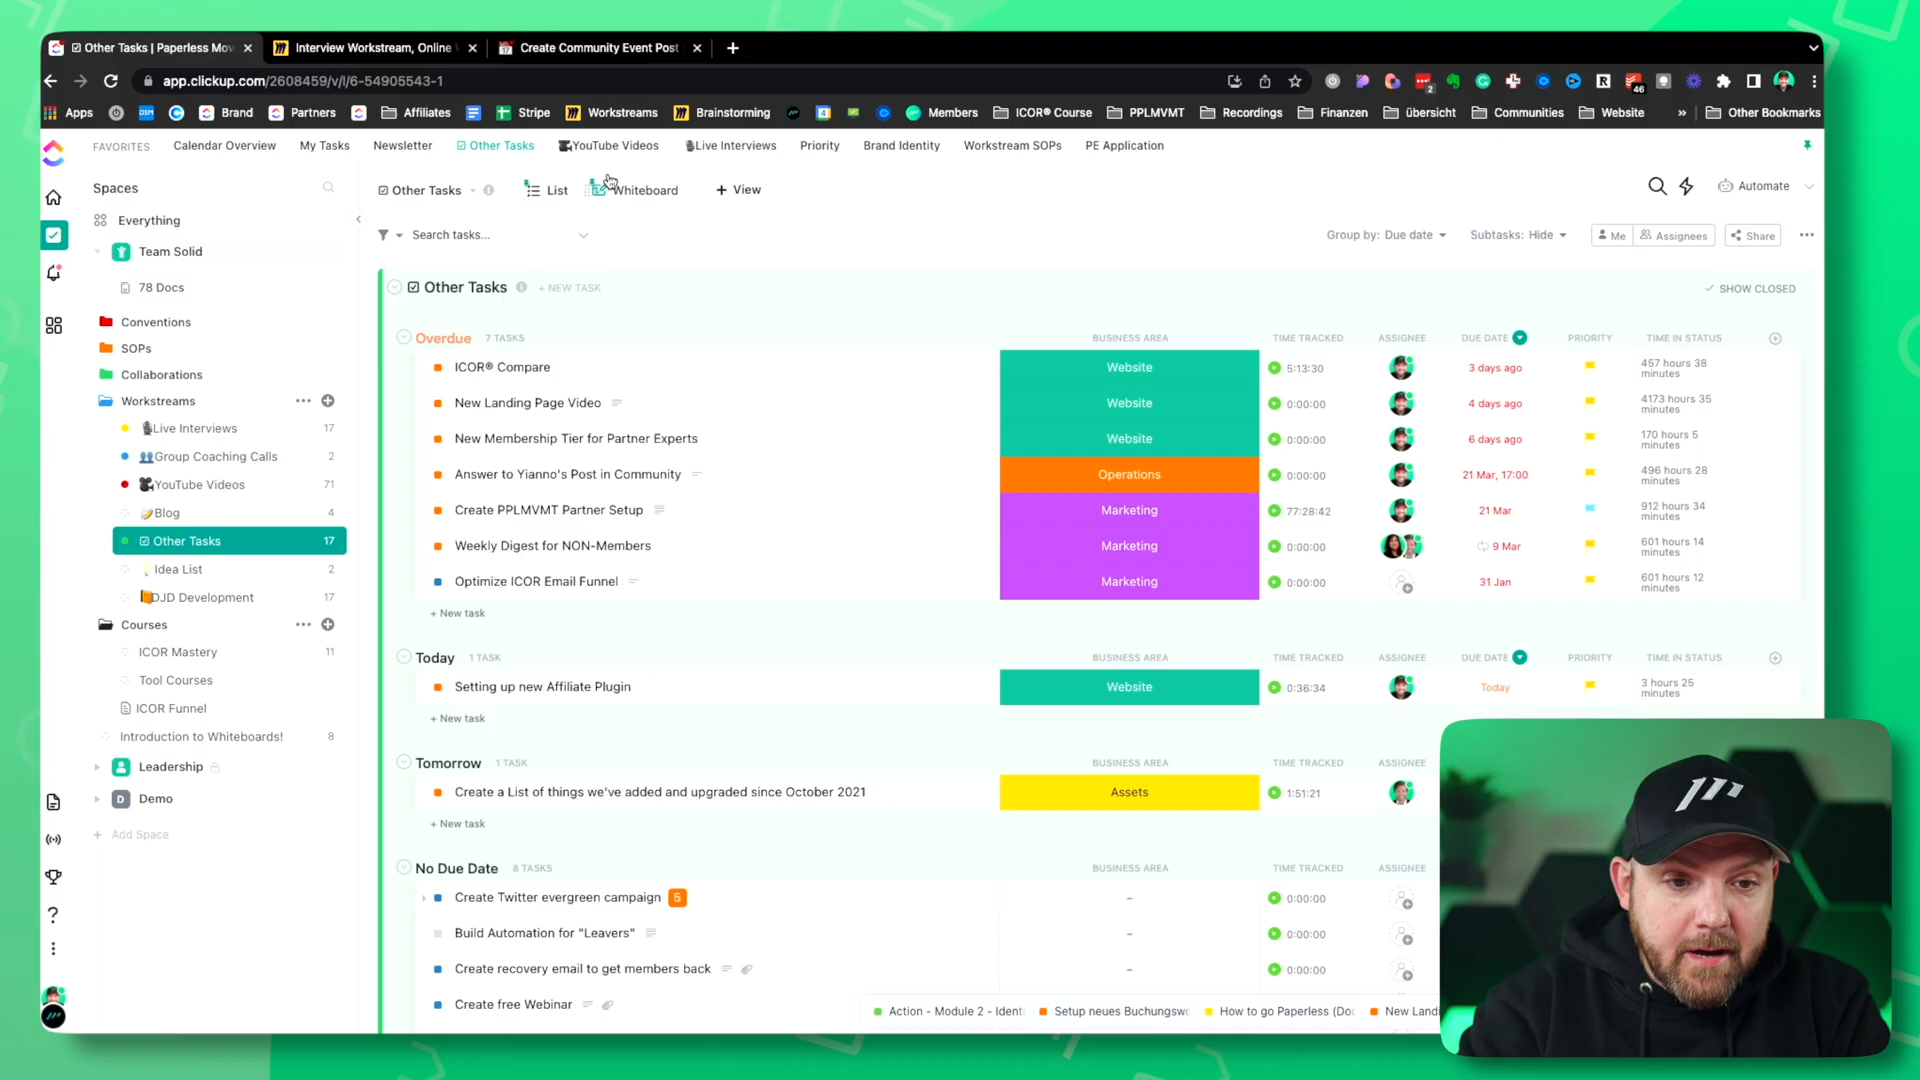 Other Tasks | Paperless Mov
Interview Workstream, Online
Create Community Event Post
app.clickup.com/2608459/v/l/6-54905543-1
2
46
Apps
DSM
Brand
Partners
Affiliates
Stripe
Workstreams
Brainstorming
Members
ICOR® Course
PPLMVMT
Recordings
Finanzen
übersicht
Communities
Website
»
Other Bookmarks
FAVORITES
Calendar Overview
My Tasks
Newsletter
Other Tasks
YouTube Videos
Live Interviews
Priority
Brand Identity
Workstream SOPs
PE Application
Spaces
Other Tasks
List
Whiteboard
+ View
Automate
Everything
Team Solid
78 Docs
Conventions
SOPs
Collaborations
Workstreams
Live Interviews 17
Group Coaching Calls 2
YouTube Videos 71
Blog 4
Other Tasks 17
Idea List 2
DJD Development 17
Courses
ICOR Mastery 11
Tool Courses
ICOR Funnel
Introduction to Whiteboards! 8
Leadership
D Demo
+ Add Space
Search tasks...
Group by: Due date
Subtasks: Hide
Me
Assignees
Share
Other Tasks
+ NEW TASK
SHOW CLOSED
Overdue 7 TASKS BUSINESS AREA TIME TRACKED ASSIGNEE DUE DATE PRIORITY TIME IN STATUS
ICOR® Compare Website 5:13:30 3 days ago 457 hours 38 minutes
New Landing Page Video Website 0:00:00 4 days ago 4173 hours 35 minutes
New Membership Tier for Partner Experts Website 0:00:00 6 days ago 170 hours 5 minutes
Answer to Yianno's Post in Community Operations 0:00:00 21 Mar, 17:00 496 hours 28 minutes
Create PPLMVMT Partner Setup Marketing 77:28:42 21 Mar 912 hours 34 minutes
Weekly Digest for NON-Members Marketing 0:00:00 9 Mar 601 hours 14 minutes
Optimize ICOR Email Funnel Marketing 0:00:00 31 Jan 601 hours 12 minutes
+ New task
Today 1 TASK BUSINESS AREA TIME TRACKED ASSIGNEE DUE DATE PRIORITY TIME IN STATUS
Setting up new Affiliate Plugin Website 0:36:34 Today 3 hours 25 minutes
+ New task
Tomorrow 1 TASK BUSINESS AREA TIME TRACKED ASSIGNEE
Create a List of things we've added and upgraded since October 2021 Assets 1:51:21
+ New task
No Due Date 8 TASKS BUSINESS AREA TIME TRACKED ASSIGNEE
Create Twitter evergreen campaign 5 – 0:00:00
Build Automation for "Leavers" – 0:00:00
Create recovery email to get members back – 0:00:00
Create free Webinar
Action - Module 2 - Identi
Setup neues Buchungswo
How to go Paperless (Doc
New Landi